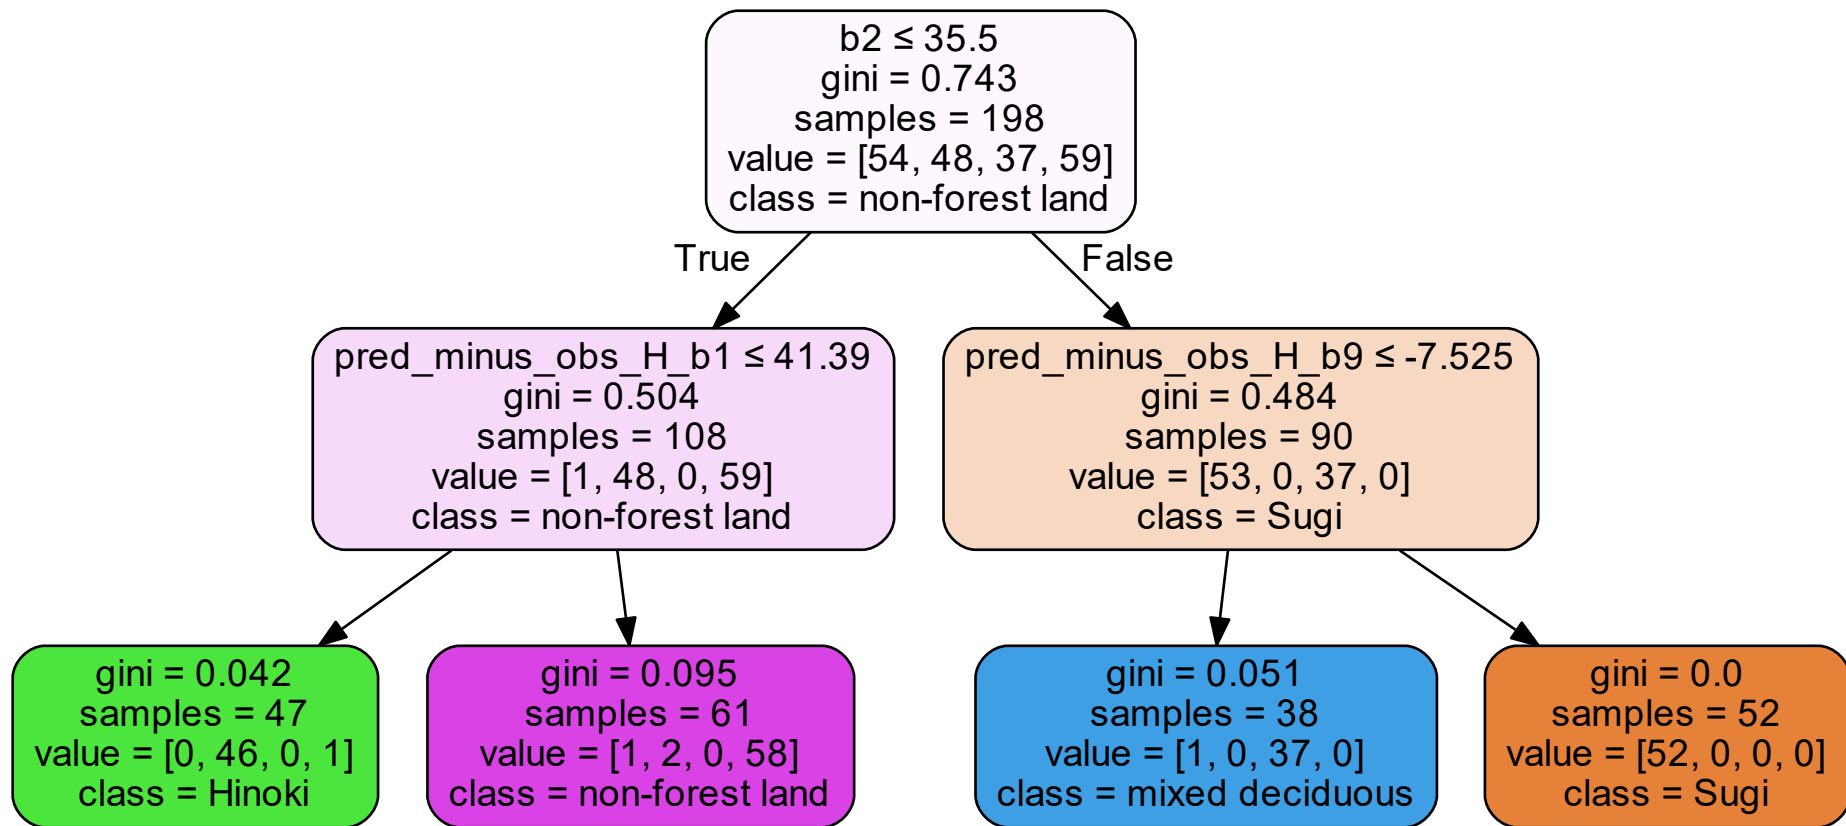 b2 ≤ 35.5
gini = 0.743
samples = 198
value = [54, 48, 37, 59]
class = non-forest land
True
False
pred_minus_obs_H_b1 ≤ 41.39
gini = 0.504
samples = 108
value = [1, 48, 0, 59]
class = non-forest land
pred_minus_obs_H_b9 ≤ -7.525
gini = 0.484
samples = 90
value = [53, 0, 37, 0]
class = Sugi
gini = 0.042
samples = 47
value = [0, 46, 0, 1]
class = Hinoki
gini = 0.095
samples = 61
value = [1, 2, 0, 58]
class = non-forest land
gini = 0.051
samples = 38
value = [1, 0, 37, 0]
class = mixed deciduous
gini = 0.0
samples = 52
value = [52, 0, 0, 0]
class = Sugi